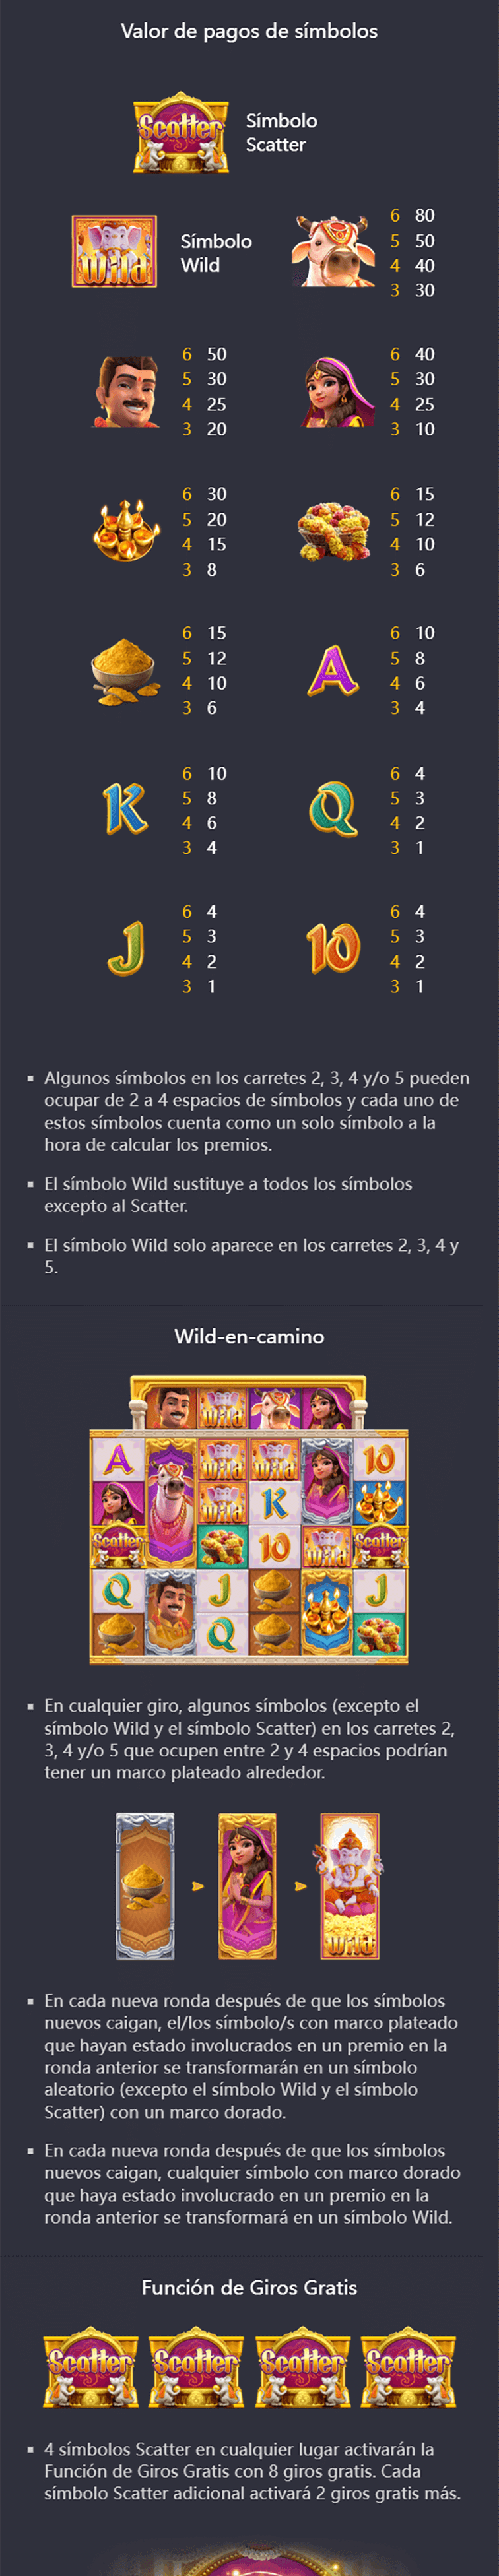 Valor de pagos de símbolos
Scatter
Símbolo
Scatter
Wild
Símbolo
Wild
6 80
5 50
4 40
3 30
6 50
5 30
4 25
3 20
6 40
5 30
4 25
3 10
6 30
5 20
4 15
3 8
6 15
5 12
4 10
3 6
6 15
5 12
4 10
3 6
A
6 10
5 8
6 6
3 4
K
6 10
5 8
4 6
3 4
Q
6 4
5 3
4 2
3 1
J
6 4
5 3
4 2
3 1
10
6 4
5 3
4 2
3 1
Algunos símbolos en los carretes 2, 3, 4 y/o 5 pueden
ocupar de 2 a 4 espacios de símbolos y cada uno de
estos símbolos cuenta como un solo símbolo a la
hora de calcular los premios.
El símbolo Wild sustituye a todos los símbolos
excepto al Scatter.
El símbolo Wild solo aparece en los carretes 2, 3, 4 y
5.
Wild-en-camino
Wild
A Wild Wild 10
Wild K
Scatter 10 Wild Scatter
Q J J
Q
En cualquier giro, algunos símbolos (excepto el
símbolo Wild y el símbolo Scatter) en los carretes 2,
3, 4 y/o 5 que ocupen entre 2 y 4 espacios podrían
tener un marco plateado alrededor.
Wild
En cada nueva ronda después de que los símbolos
nuevos caigan, el/los símbolo/s con marco plateado
que hayan estado involucrados en un premio en la
ronda anterior se transformarán en un símbolo
aleatorio (excepto el símbolo Wild y el símbolo
Scatter) con un marco dorado.
En cada nueva ronda después de que los símbolos
nuevos caigan, cualquier símbolo con marco dorado
que haya estado involucrado en un premio en la
ronda anterior se transformará en un símbolo Wild.
Función de Giros Gratis
Scatter Scatter Scatter Scatter
4 símbolos Scatter en cualquier lugar activarán la
Función de Giros Gratis con 8 giros gratis. Cada
símbolo Scatter adicional activará 2 giros gratis más.